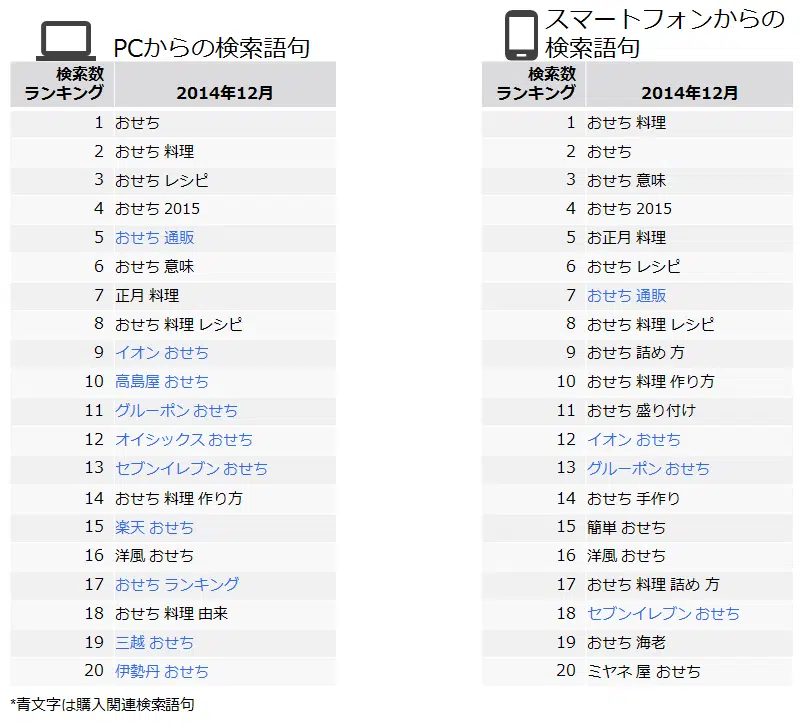 PCからの検索語句
検索数
ランキング 2014年12月
1 おせち
2 おせち 料理
3 おせち レシピ
4 おせち 2015
5 おせち 通販
6 おせち 意味
7 正月 料理
8 おせち 料理 レシピ
9 イオン おせち
10 高島屋 おせち
11 グルーポン おせち
12 オイシックス おせち
13 セブンイレブン おせち
14 おせち 料理 作り方
15 楽天 おせち
16 洋風 おせち
17 おせち ランキング
18 おせち 料理 由来
19 三越 おせち
20 伊勢丹 おせち
*青文字は購入関連検索語句
スマートフォンからの
検索語句
検索数
ランキング 2014年12月
1 おせち 料理
2 おせち
3 おせち 意味
4 おせち 2015
5 お正月 料理
6 おせち レシピ
7 おせち 通販
8 おせち 料理 レシピ
9 おせち 詰め 方
10 おせち 料理 作り方
11 おせち 盛り付け
12 イオン おせち
13 グルーポン おせち
14 おせち 手作り
15 簡単 おせち
16 洋風 おせち
17 おせち 料理 詰め 方
18 セブンイレブン おせち
19 おせち 海老
20 ミヤネ 屋 おせち